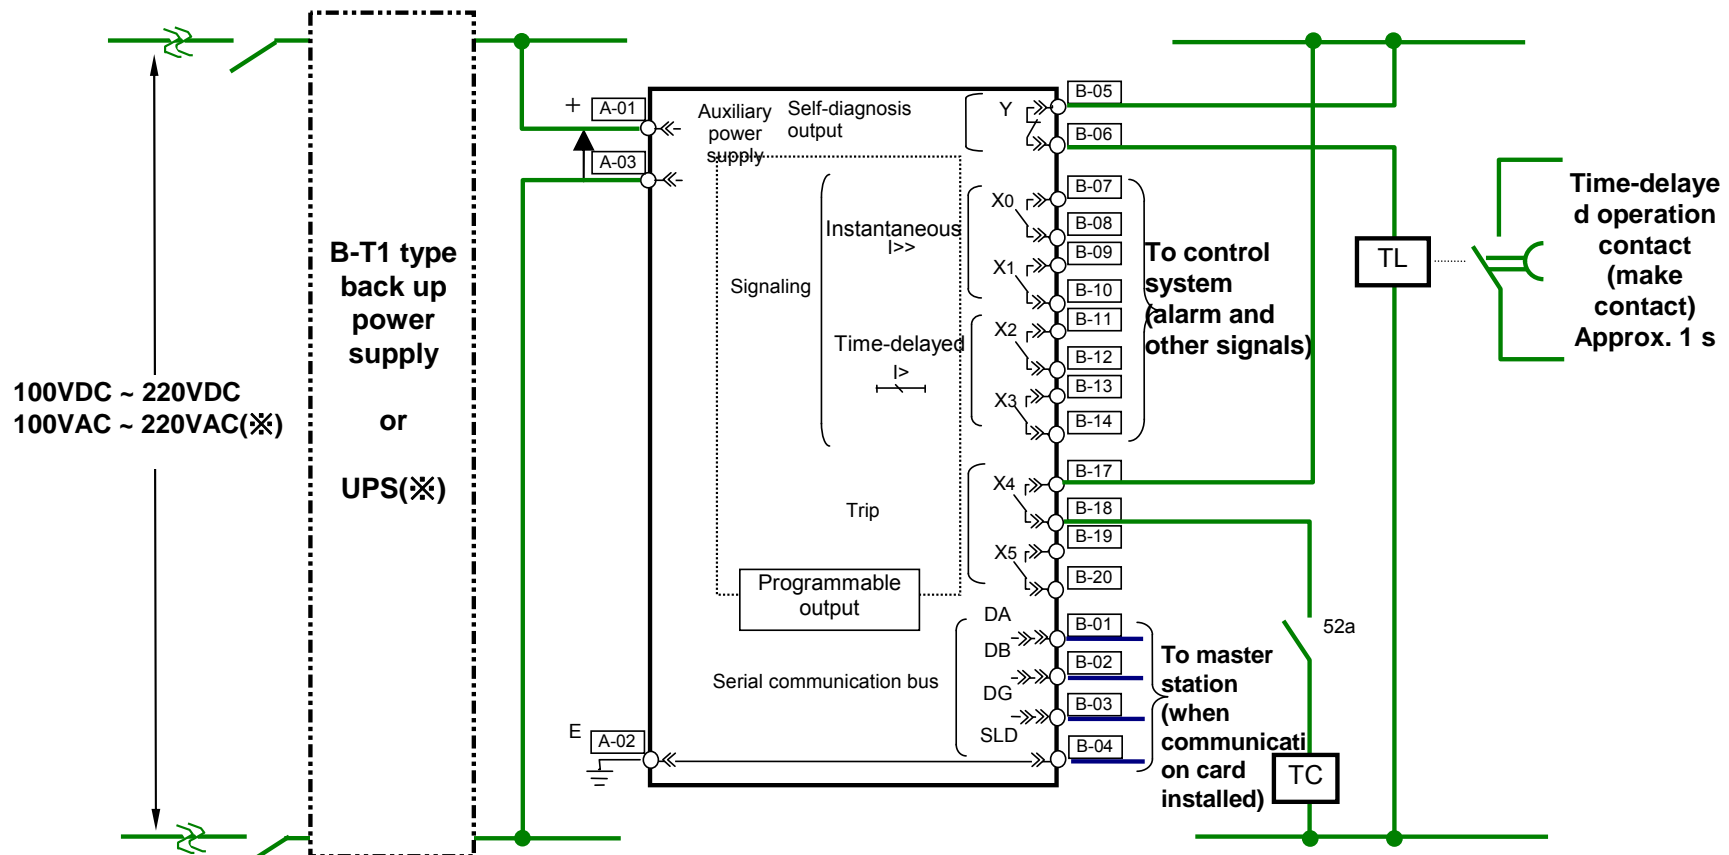 100VDC ~ 220VDC
100VAC ~ 220VAC(※)
B-T1 type
back up
power
supply
or
UPS(※)
+
A-01
A-03
E
A-02
Auxiliary
power
supply
Self-diagnosis
output
Signaling
Instantaneous
I>>
Time-delayed
I>
Trip
Programmable
output
Serial communication bus
Y
X0
X1
X2
X3
X4
X5
DA
DB
DG
SLD
B-05
B-06
B-07
B-08
B-09
B-10
B-11
B-12
B-13
B-14
B-17
B-18
B-19
B-20
B-01
B-02
B-03
B-04
To control
system
(alarm and
other signals)
To master
station
(when
communicati
on card
installed)
TL
52a
TC
Time-delaye
d operation
contact
(make
contact)
Approx. 1 s